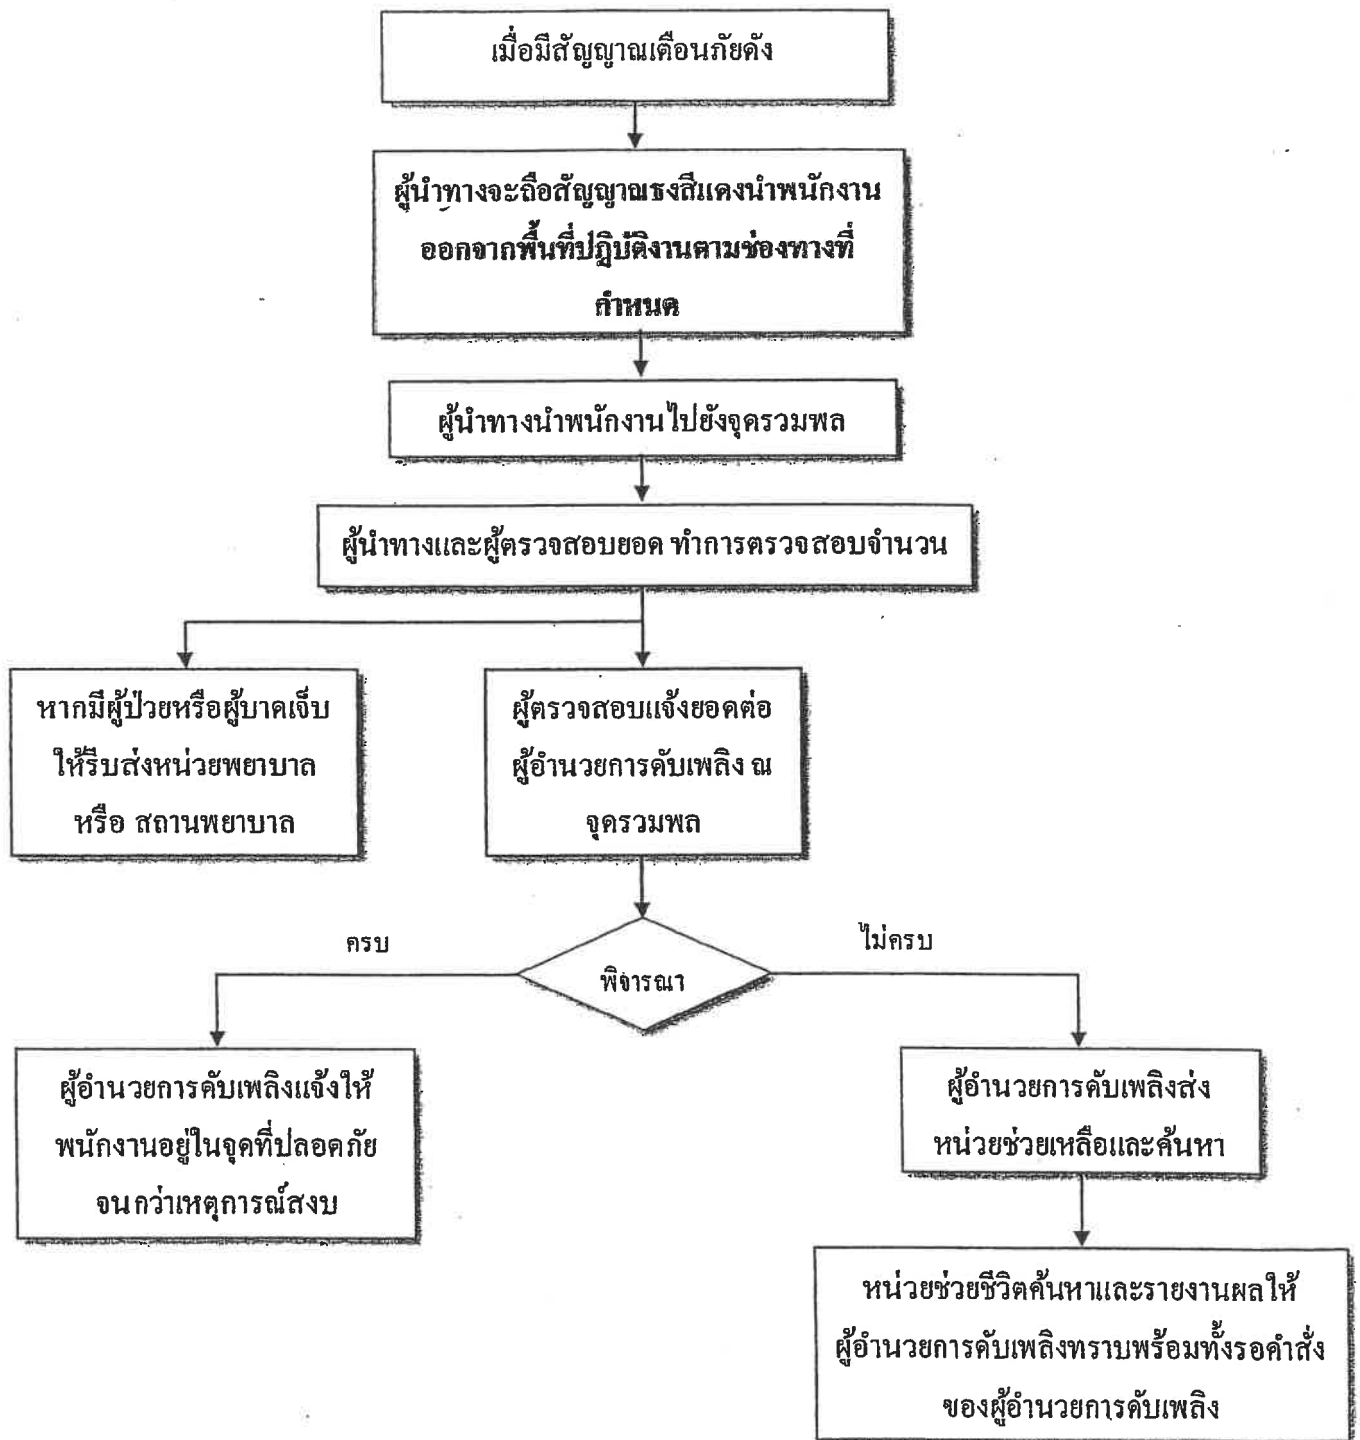 เมื่อมีสัญญาณเตือนภัยดัง
ผู้นำทางจะถือสัญญาณธงสีแดงนำพนักงาน
ออกจากพื้นที่ปฏิบัติงานตามช่องทางที่
กำหนด
ผู้นำทางนำพนักงานไปยังจุดรวมพล
ผู้นำทางและผู้ตรวจสอบยอด ทำการตรวจสอบจำนวน
หากมีผู้ป่วยหรือผู้บาดเจ็บ
ให้รีบส่งหน่วยพยาบาล
หรือ สถานพยาบาล
ผู้ตรวจสอบแจ้งยอดต่อ
ผู้อำนวยการดับเพลิง ณ
จุดรวมพล
ครบ
ไม่ครบ
พิจารณา
ผู้อำนวยการดับเพลิงแจ้งให้
พนักงานอยู่ในจุดที่ปลอดภัย
จนกว่าเหตุการณ์สงบ
ผู้อำนวยการดับเพลิงส่ง
หน่วยช่วยเหลือและค้นหา
หน่วยช่วยชีวิตค้นหาและรายงานผลให้
ผู้อำนวยการดับเพลิงทราบพร้อมทั้งรอคำสั่ง
ของผู้อำนวยการดับเพลิง